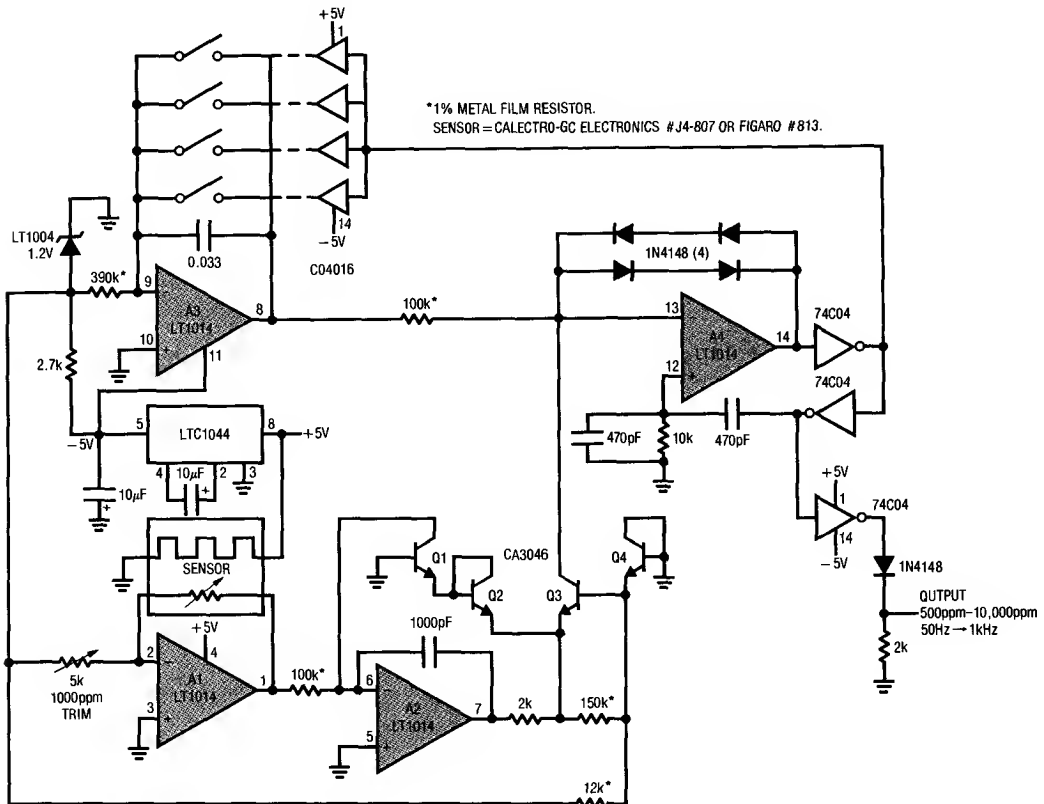 +5V
1
*1% METAL FILM RESISTOR.
SENSOR = CALECTRO-GC ELECTRONICS #J4-807 OR FIGARO #813.
14
-5V
LT1004
1.2V
0.033
CO4016
1N4148 (4)
390k*
9
-
A3
LT1014
8
10
+
11
100k*
13
-
A4
LT1014
14
12
+
74C04
74C04
2.7k
-5V
5
LTC1044
8
+5V
4
10µF
2
3
10µF
+
+
470pF
10k
470pF
+5V
1
74C04
14
-5V
SENSOR
Q1
Q2
CA3046
Q3
Q4
1N4148
OUTPUT
500ppm-10,000ppm
50Hz → 1kHz
2k
+5V
4
5k
1000ppm
TRIM
2
-
A1
LT1014
1
3
+
100k*
1000pF
6
-
A2
LT1014
7
5
+
2k
150k*
12k*